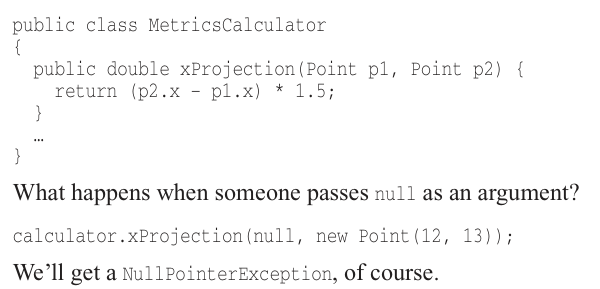 public class MetricsCalculator
{
  public double xProjection(Point p1, Point p2) {
    return (p2.x – p1.x) * 1.5;
  }
  …
}
What happens when someone passes null as an argument?
calculator.xProjection(null, new Point(12, 13));
We’ll get a NullPointerException, of course.